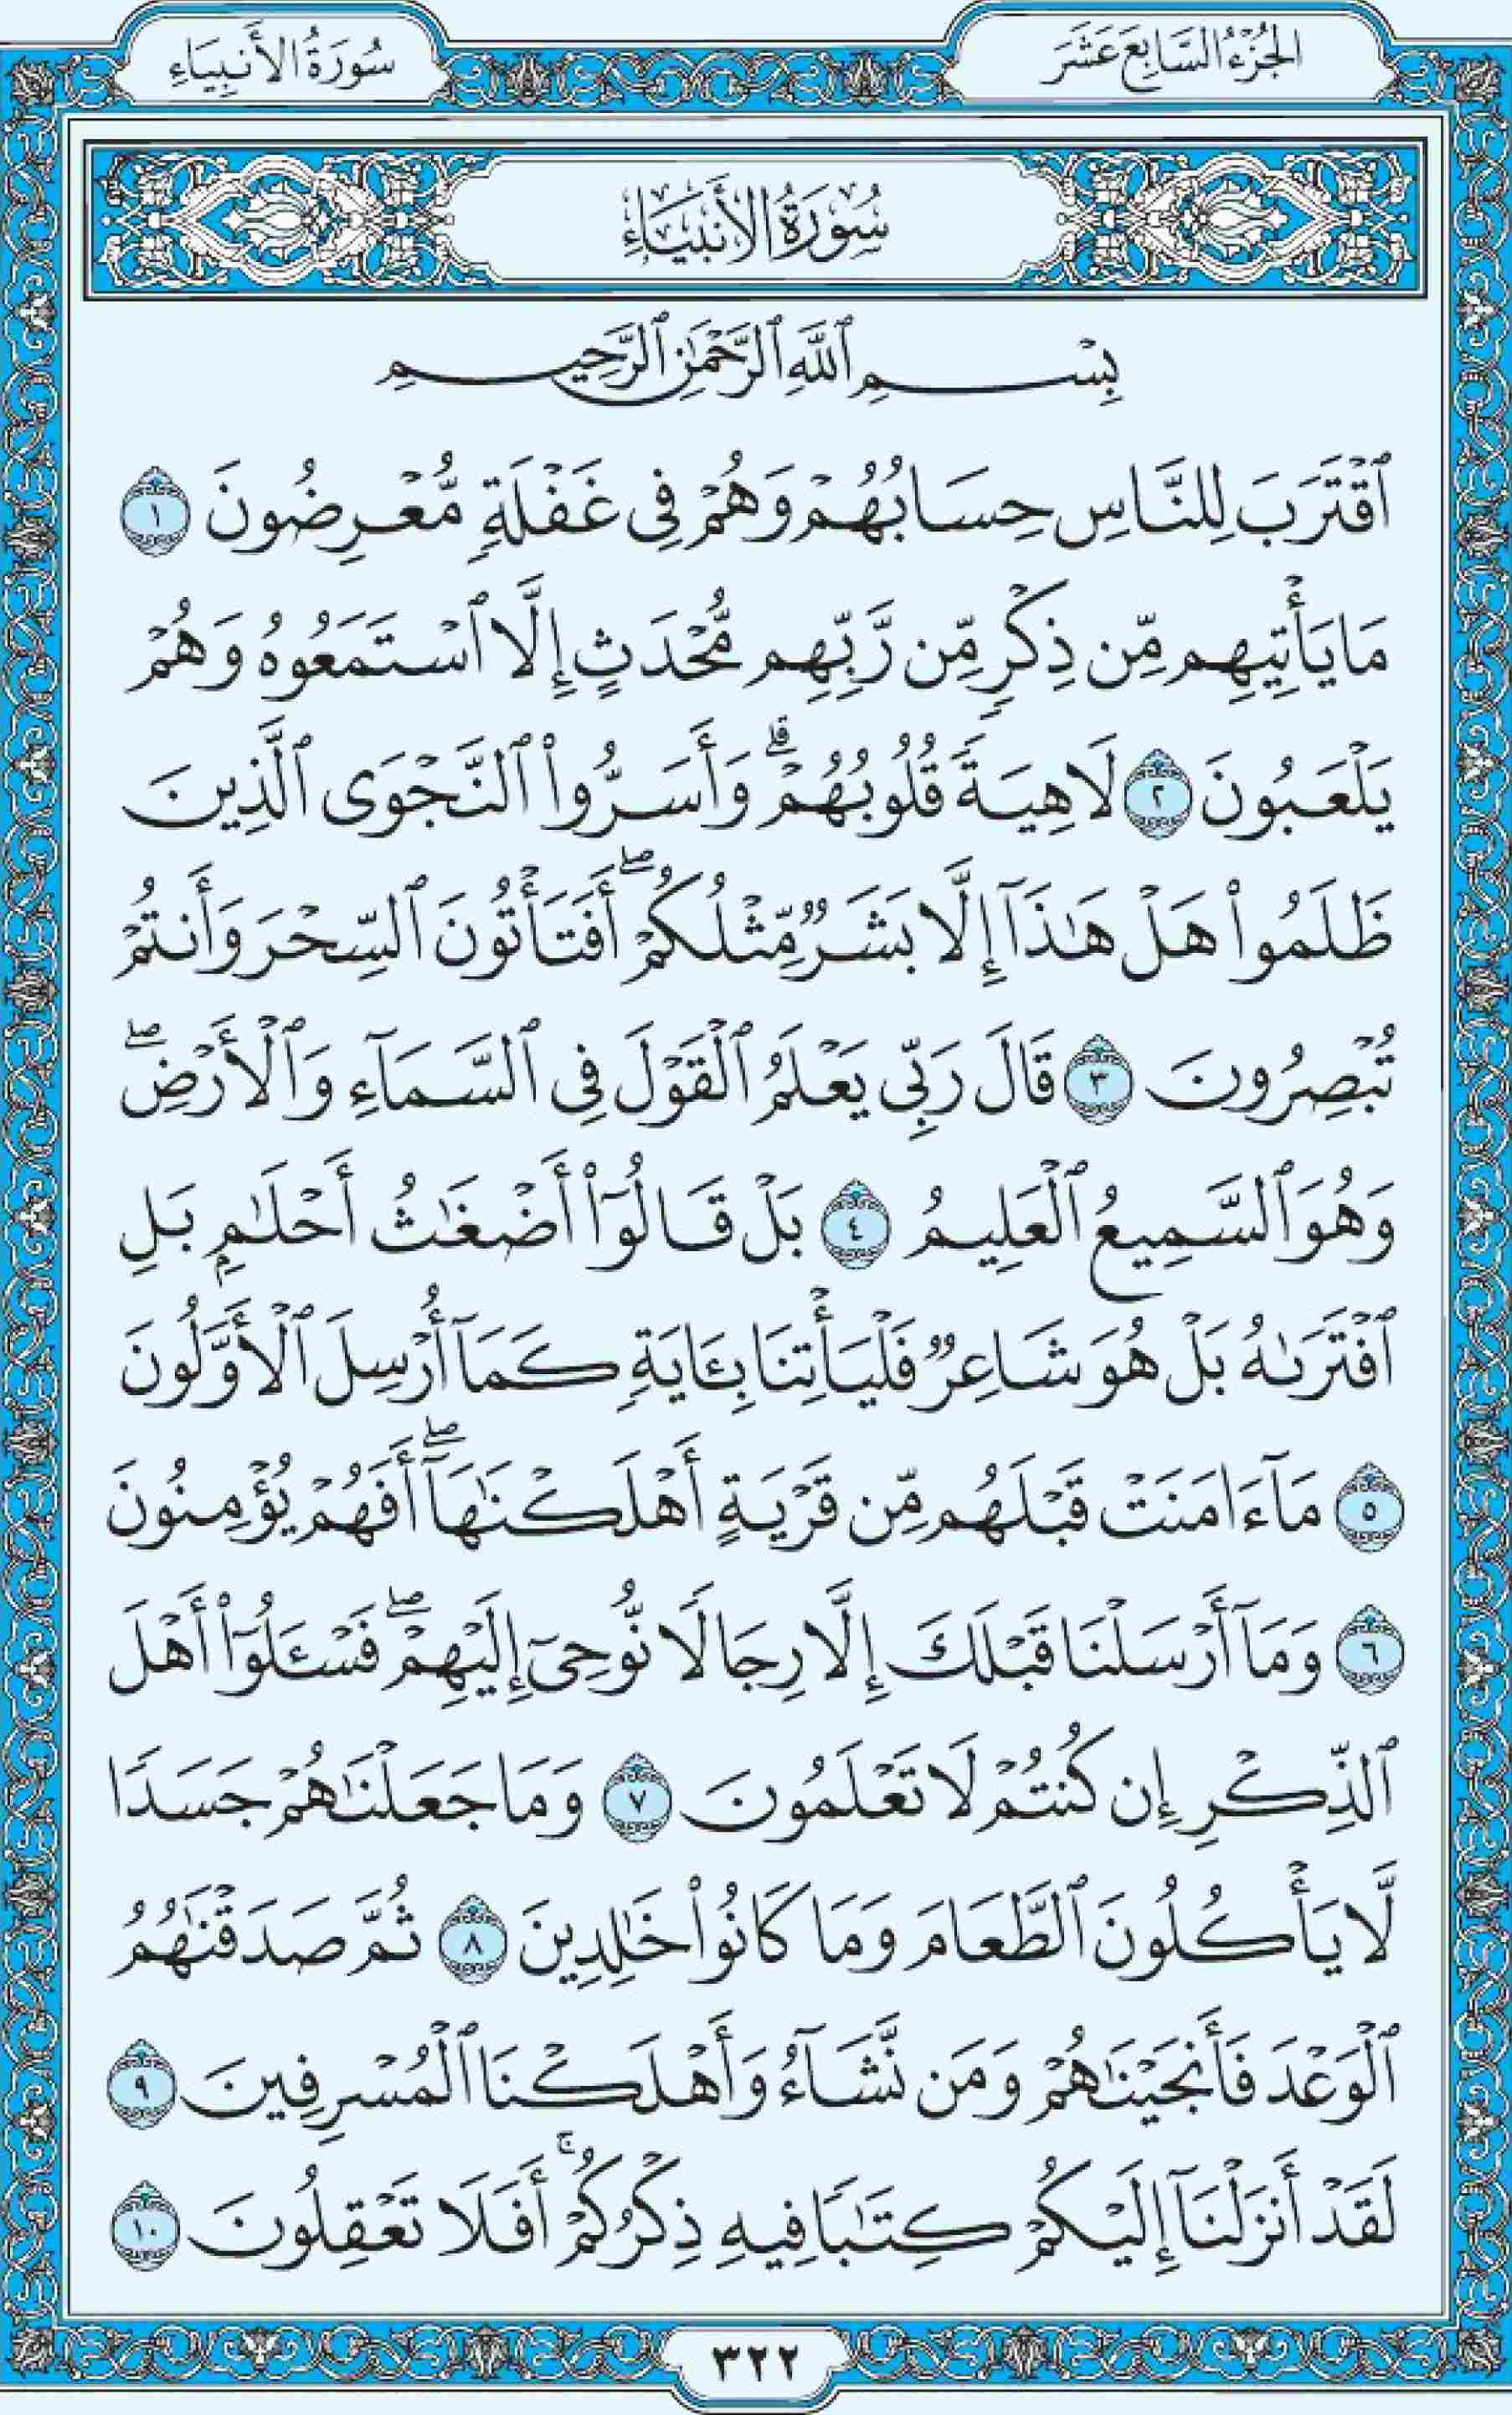 الجزء السابع عشر
سورة الأنبياء
سورة الأنبياء
بِسْمِ ٱللَّهِ ٱلرَّحْمَٰنِ ٱلرَّحِيمِ
ٱقْتَرَبَ لِلنَّاسِ حِسَابُهُمْ وَهُمْ فِى غَفْلَةٍ مُّعْرِضُونَ ١
مَا يَأْتِيهِم مِّن ذِكْرٍ مِّن رَّبِّهِم مُّحْدَثٍ إِلَّا ٱسْتَمَعُوهُ وَهُمْ
يَلْعَبُونَ ٢ لَاهِيَةً قُلُوبُهُمْ ۗ وَأَسَرُّوا۟ ٱلنَّجْوَى ٱلَّذِينَ
ظَلَمُوا۟ هَلْ هَـٰذَآ إِلَّا بَشَرٌ مِّثْلُكُمْ ۖ أَفَتَأْتُونَ ٱلسِّحْرَ وَأَنتُمْ
تُبْصِرُونَ ٣ قَالَ رَبِّى يَعْلَمُ ٱلْقَوْلَ فِى ٱلسَّمَآءِ وَٱلْأَرْضِ ۖ
وَهُوَ ٱلسَّمِيعُ ٱلْعَلِيمُ ٤ بَلْ قَالُوٓا۟ أَضْغَـٰثُ أَحْلَـٰمٍ بَلِ
ٱفْتَرَىٰهُ بَلْ هُوَ شَاعِرٌ فَلْيَأْتِنَا بِـَٔايَةٍ كَمَآ أُرْسِلَ ٱلْأَوَّلُونَ
٥ مَآ ءَامَنَتْ قَبْلَهُم مِّن قَرْيَةٍ أَهْلَكْنَـٰهَآ ۖ أَفَهُمْ يُؤْمِنُونَ
٦ وَمَآ أَرْسَلْنَا قَبْلَكَ إِلَّا رِجَالًا نُّوحِىٓ إِلَيْهِمْ ۖ فَسْـَٔلُوٓا۟ أَهْلَ
ٱلذِّكْرِ إِن كُنتُمْ لَا تَعْلَمُونَ ٧ وَمَا جَعَلْنَـٰهُمْ جَسَدًا
لَّا يَأْكُلُونَ ٱلطَّعَامَ وَمَا كَانُوا۟ خَـٰلِدِينَ ٨ ثُمَّ صَدَقْنَـٰهُمُ
ٱلْوَعْدَ فَأَنجَيْنَـٰهُمْ وَمَن نَّشَآءُ وَأَهْلَكْنَا ٱلْمُسْرِفِينَ ٩
لَقَدْ أَنزَلْنَآ إِلَيْكُمْ كِتَـٰبًا فِيهِ ذِكْرُكُمْ ۚ أَفَلَا تَعْقِلُونَ ١٠
٣٢٢